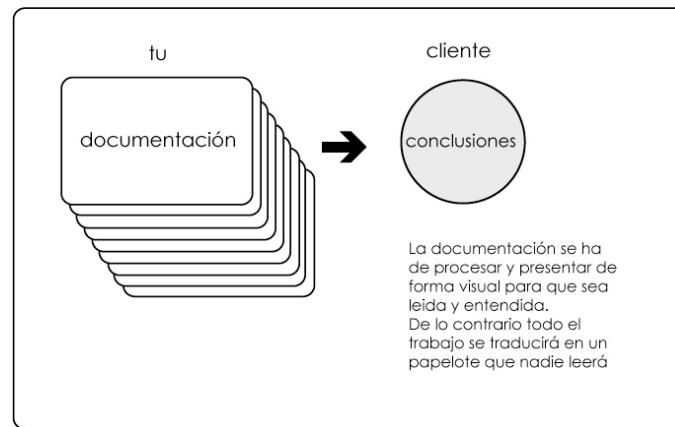 tu
cliente
documentación
conclusiones
La documentación se ha
de procesar y presentar de
forma visual para que sea
leida y entendida.
De lo contrario todo el
trabajo se traducirá en un
papelote que nadie leerá